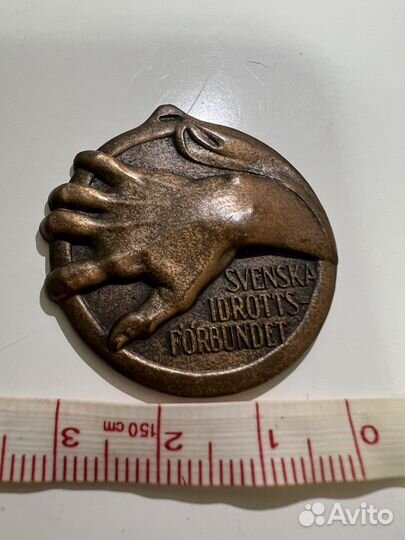 SVENSKA
IDROTTS-
FÖRBUNDET
3 150 cm 2 1 0
Avito